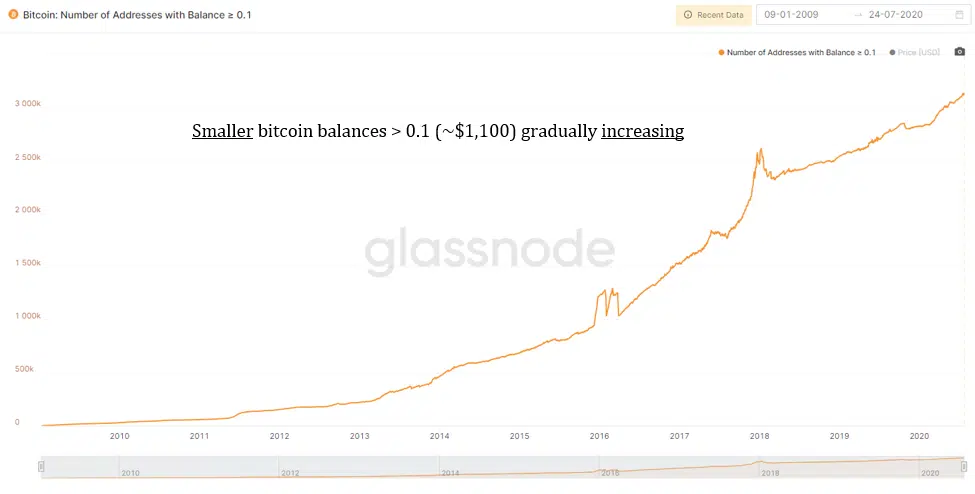 Bitcoin: Number of Addresses with Balance ≥ 0.1
Recent Data
09-01-2009 → 24-07-2020
Number of Addresses with Balance ≥ 0.1
Price [USD]
Smaller bitcoin balances > 0.1 (~$1,100) gradually increasing
glassnode
3 000k
2 500k
2 000k
1 500k
1 000k
500k
0
2010 2011 2012 2013 2014 2015 2016 2017 2018 2019 2020
2010 2012 2014 2016 2018 2020